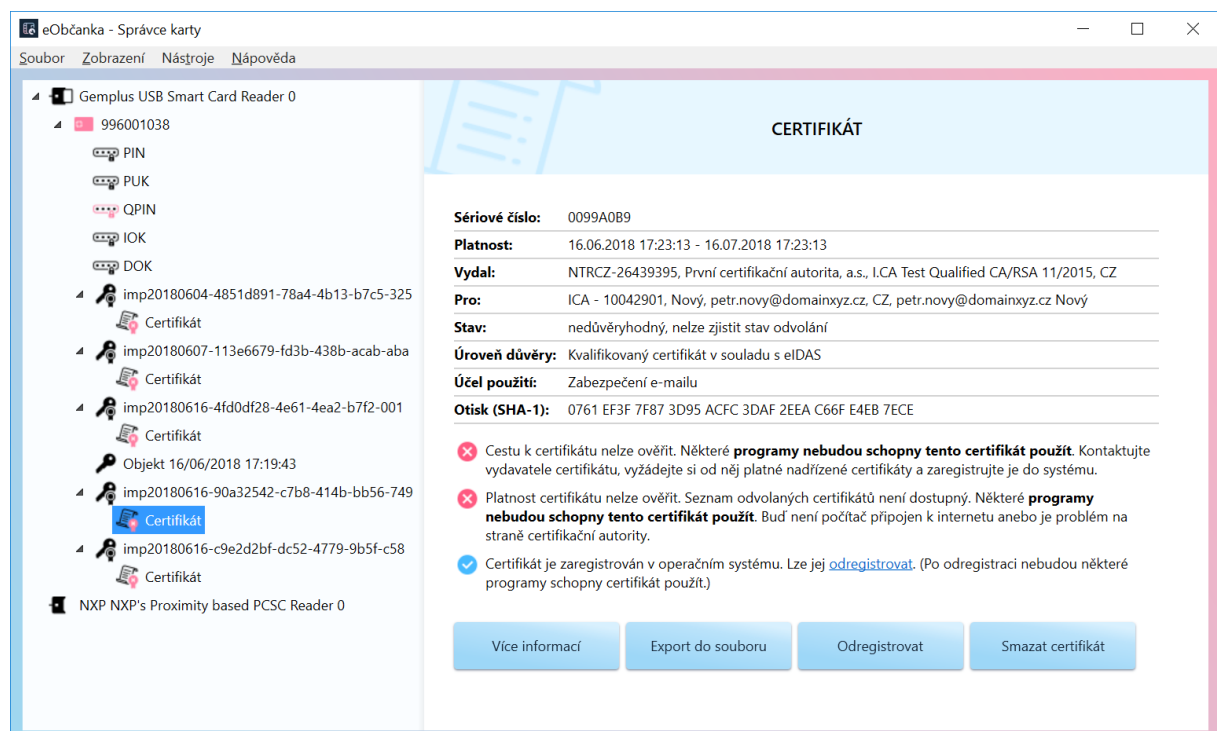 eObčanka - Správce karty
Soubor Zobrazení Nástroje Nápověda
Gemplus USB Smart Card Reader 0
996001038
PIN
PUK
QPIN
IOK
DOK
imp20180604-4851d891-78a4-4b13-b7c5-325
Certifikát
imp20180607-113e6679-fd3b-438b-acab-aba
Certifikát
imp20180616-4fd0df28-4e61-4ea2-b7f2-001
Certifikát
Objekt 16/06/2018 17:19:43
imp20180616-90a32542-c7b8-414b-bb56-749
Certifikát
imp20180616-c9e2d2bf-dc52-4779-9b5f-c58
Certifikát
NXP NXP's Proximity based PCSC Reader 0
CERTIFIKÁT
Sériové číslo: 0099A0B9
Platnost: 16.06.2018 17:23:13 - 16.07.2018 17:23:13
Vydal: NTRCZ-26439395, První certifikační autorita, a.s., I.CA Test Qualified CA/RSA 11/2015, CZ
Pro: ICA - 10042901, Nový, petr.novy@domainxyz.cz, CZ, petr.novy@domainxyz.cz Nový
Stav: nedůvěryhodný, nelze zjistit stav odvolání
Úroveň důvěry: Kvalifikovaný certifikát v souladu s eIDAS
Účel použití: Zabezpečení e-mailu
Otisk (SHA-1): 0761 EF3F 7F87 3D95 ACFC 3DAF 2EEA C66F E4EB 7ECE
Cestu k certifikátu nelze ověřit. Některé programy nebudou schopny tento certifikát použít. Kontaktujte
vydavatele certifikátu, vyžádejte si od něj platné nadřízené certifikáty a zaregistrujte je do systému.
Platnost certifikátu nelze ověřit. Seznam odvolaných certifikátů není dostupný. Některé programy
nebudou schopny tento certifikát použít. Buď není počítač připojen k internetu anebo je problém na
straně certifikační autority.
Certifikát je zaregistrován v operačním systému. Lze jej odregistrovat. (Po odregistraci nebudou některé
programy schopny certifikát použít.)
Více informací
Export do souboru
Odregistrovat
Smazat certifikát